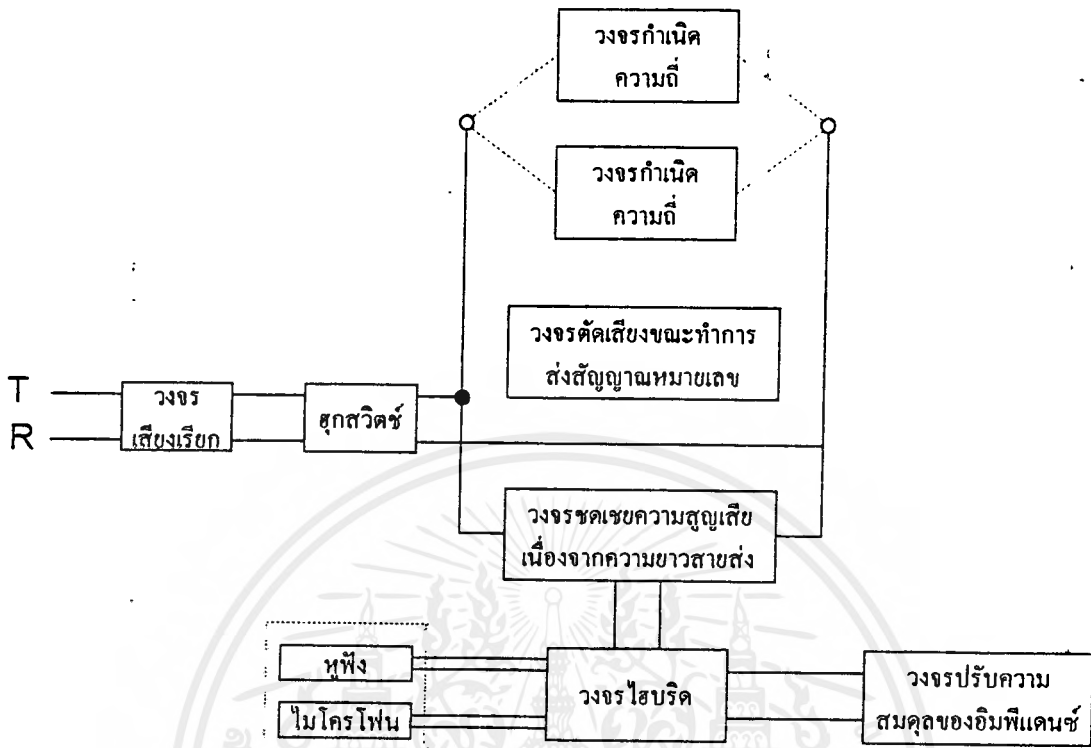 วงจรกำเนิด
ความถี่
วงจรกำเนิด
ความถี่
วงจรตัดเสียงขณะทำการ
ส่งสัญญาณหมายเลข
T
R
วงจร
เสียงเรียก
ฮุกสวิตช์
วงจรชดเชยความสูญเสีย
เนื่องจากความยาวสายส่ง
หูฟัง
ไมโครโฟน
วงจรไฮบริด
วงจรปรับความ
สมดุลของอิมพีแดนซ์